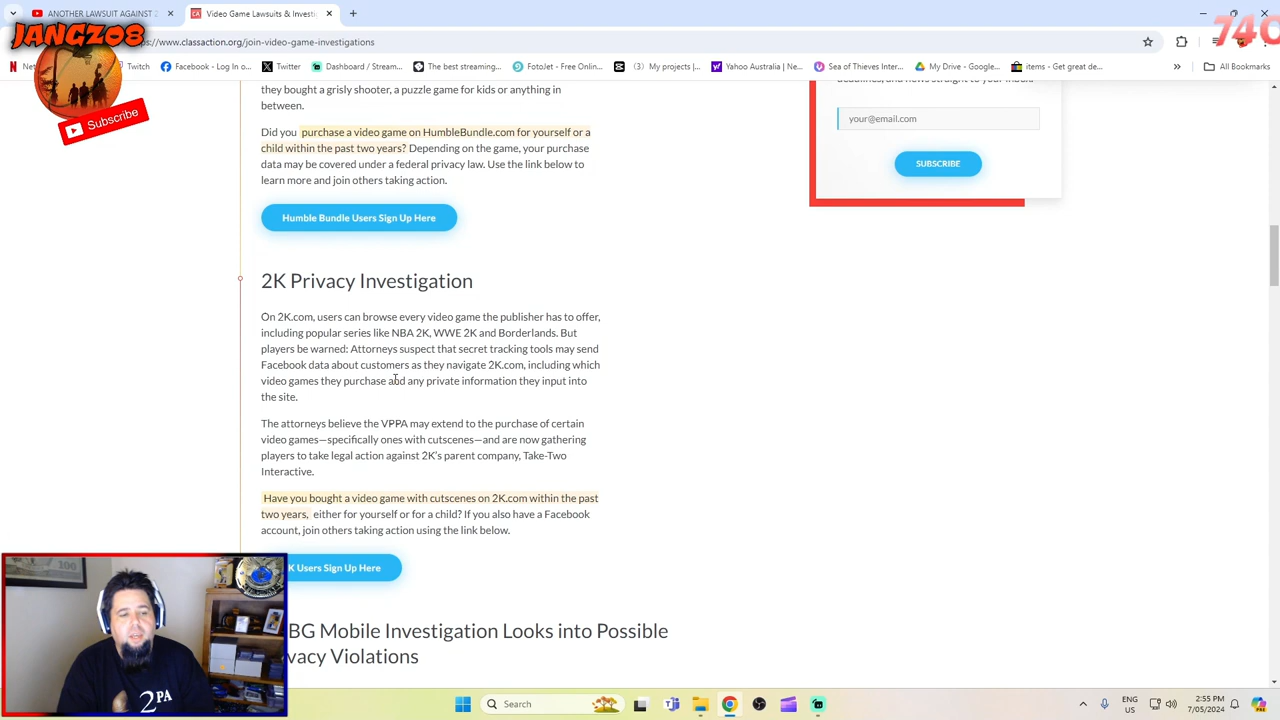 ANOTHER LAWSUIT AGAINST 2
Video Game Lawsuits & Investi
JANGZ08
740
www.classaction.org/join-video-game-investigations
Twitch
Facebook - Log In o...
Twitter
Dashboard / Stream...
The best streaming...
FotoJet - Free Onlin...
(3) My projects |...
Yahoo Australia | Ne...
Sea of Thieves Inter...
My Drive - Google...
items - Get great de...
All Bookmarks
they bought a grisly shooter, a puzzle game for kids or anything in
between.
Subscribe
your@email.com
Did you purchase a video game on HumbleBundle.com for yourself or a
child within the past two years? Depending on the game, your purchase
data may be covered under a federal privacy law. Use the link below to
learn more and join others taking action.
SUBSCRIBE
Humble Bundle Users Sign Up Here
2K Privacy Investigation
On 2K.com, users can browse every video game the publisher has to offer,
including popular series like NBA 2K, WWE 2K and Borderlands. But
players be warned: Attorneys suspect that secret tracking tools may send
Facebook data about customers as they navigate 2K.com, including which
video games they purchase and any private information they input into
the site.
The attorneys believe the VPPA may extend to the purchase of certain
video games—specifically ones with cutscenes—and are now gathering
players to take legal action against 2K's parent company, Take-Two
Interactive.
Have you bought a video game with cutscenes on 2K.com within the past
two years, either for yourself or for a child? If you also have a Facebook
account, join others taking action using the link below.
K Users Sign Up Here
BG Mobile Investigation Looks into Possible
vacy Violations
100
2PA
Search
ENG
US
2:55 PM
7/05/2024